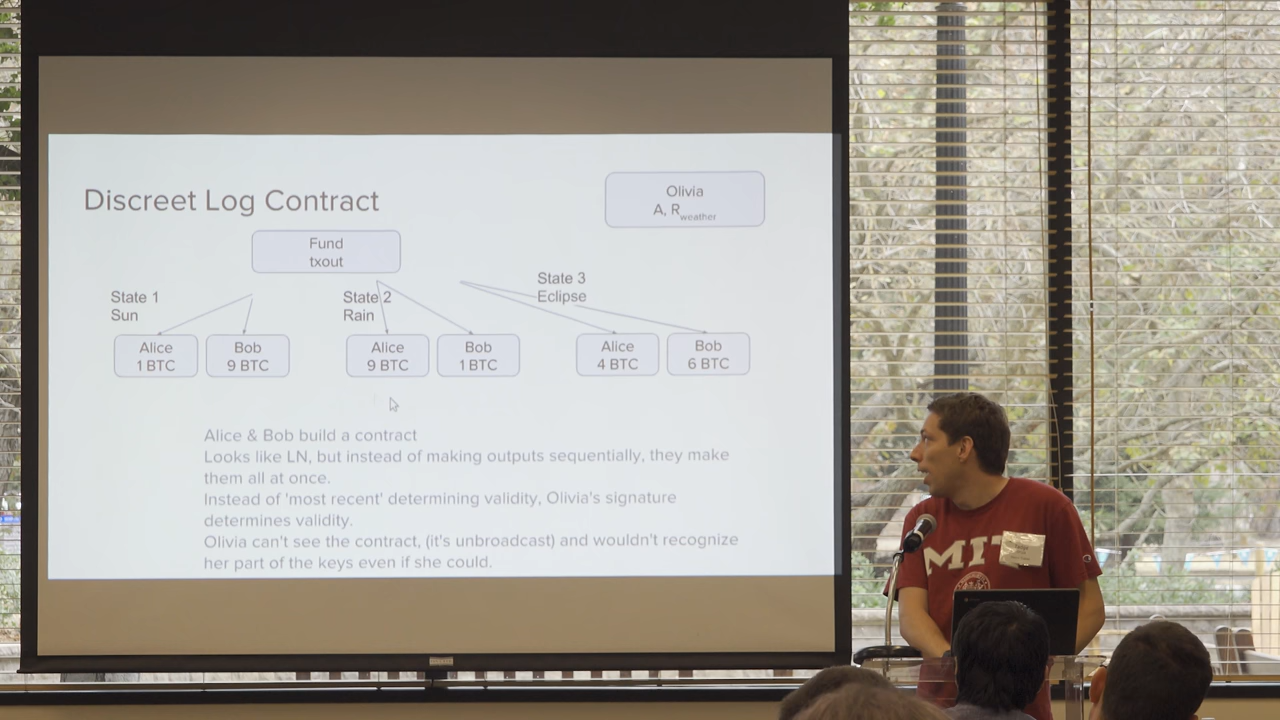 Discreet Log Contract
Olivia
A, Rweather
Fund
txout
State 1
Sun
State 2
Rain
State 3
Eclipse
Alice
1 BTC
Bob
9 BTC
Alice
9 BTC
Bob
1 BTC
Alice
4 BTC
Bob
6 BTC
Alice & Bob build a contract
Looks like LN, but instead of making outputs sequentially, they make
them all at once.
Instead of 'most recent' determining validity, Olivia's signature
determines validity.
Olivia can't see the contract, (it's unbroadcast) and wouldn't recognize
her part of the keys even if she could.
MIT